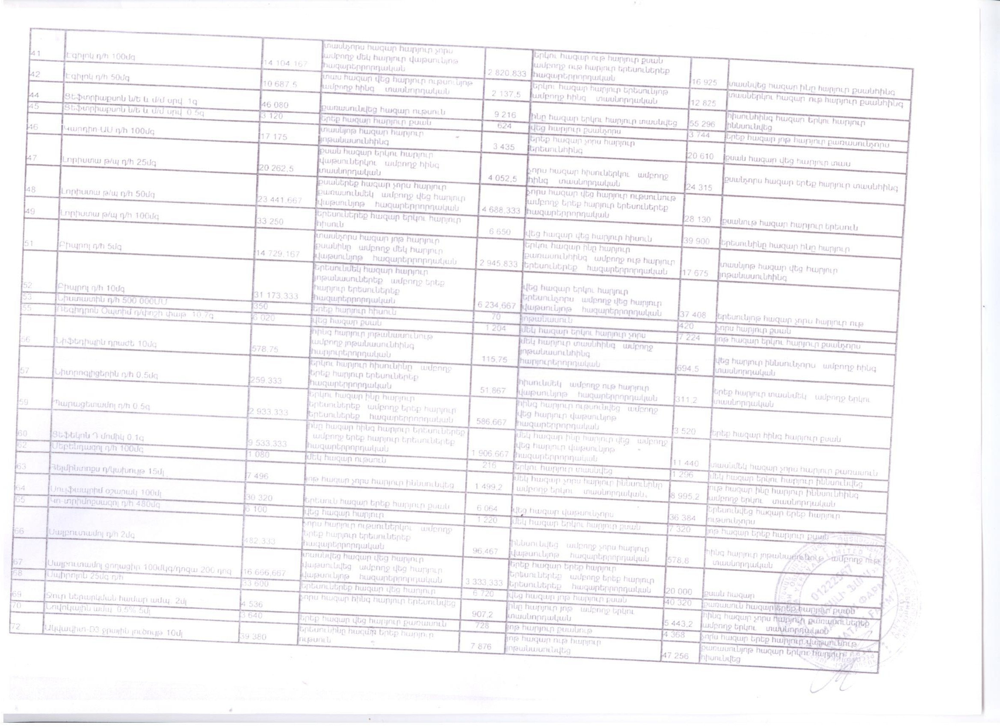 41 Էգիլոկ դ/հ 100մգ 14 104,167 տասնչորս հազար հարյուր չորս ամբողջ մեկ հարյուր վաթսունյոթ հազարերրորդական 2 820,833 երկու հազար ութ հարյուր քսան ամբողջ ութ հարյուր երեսուներեք հազարերրորդական 16 925 տասնվեց հազար ինը հարյուր քսանհինգ
42 Էգիլոկ դ/հ 50մգ 10 687,5 տաս հազար վեց հարյուր ութսունյոթ ամբողջ հինգ տասնորդական 2 137,5 երկու հազար հարյուր երեսունյոթ ամբողջ հինգ տասնորդական 12 825 տասներկու հազար ութ հարյուր քսանհինգ
44 Ցեֆտրիաքսոն ն/ե և մ/մ սրվ. 1գ 46 080 քառասունվեց հազար ութսուն 9 216 ինը հազար երկու հարյուր տասնվեց 55 296 հիսունհինգ հազար երկու հարյուր իննսունվեց
45 Ցեֆտրիաքսոն ն/ե և մ/մ սրվ. 0.5գ 3 120 երեք հազար հարյուր քսան 624 վեց հարյուր քսանչորս 3 744 երեք հազար յոթ հարյուր քառասունչորս
46 Կարդիո-ԱՍ դ/հ 100մգ 17 175 տասնյոթ հազար հարյուր յոթանասունհինգ 3 435 երեք հազար չորս հարյուր երեսունհինգ 20 610 քսան հազար վեց հարյուր տաս
47 Լորիստա թ/պ դ/հ 25մգ 20 262,5 քսան հազար երկու հարյուր վաթսուներկու ամբողջ հինգ տասնորդական 4 052,5 չորս հազար հիսուներկու ամբողջ հինգ տասնորդական 24 315 քսանչորս հազար երեք հարյուր տասնհինգ
48 Լորիստա թ/պ դ/հ 50մգ 23 441,667 քսաներեք հազար չորս հարյուր քառասունմեկ ամբողջ վեց հարյուր վաթսունյոթ հազարերրորդական 4 688,333 չորս հազար վեց հարյուր ութսունութ ամբողջ երեք հարյուր երեսուներեք հազարերրորդական 28 130 քսանութ հազար հարյուր երեսուն
49 Լորիստա թ/պ դ/հ 100մգ 33 250 երեսուներեք հազար երկու հարյուր հիսուն 6 650 վեց հազար վեց հարյուր հիսուն 39 900 երեսունինը հազար ինը հարյուր
51 Բիպրոլ դ/հ 5մգ 14 729,167 տասնչորս հազար յոթ հարյուր քսանինը ամբողջ մեկ հարյուր վաթսունյոթ հազարերրորդական 2 945,833 երկու հազար ինը հարյուր քառասունհինգ ամբողջ ութ հարյուր երեսուներեք հազարերրորդական 17 675 տասնյոթ հազար վեց հարյուր յոթանասունհինգ
52 Բիպրոլ դ/հ 10մգ 31 173,333 երեսունմեկ հազար հարյուր յոթանասուներեք ամբողջ երեք հարյուր երեսուներեք հազարերրորդական 6 234,667 վեց հազար երկու հարյուր երեսունչորս ամբողջ վեց հարյուր վաթսունյոթ հազարերրորդական 37 408 երեսունյոթ հազար չորս հարյուր ութ
53 Նիստատին դ/հ 500 000ՄՄ 350 երեք հարյուր հիսուն 70 յոթանասուն 420 չորս հարյուր քսան
55 Ռեգիդրոն Օպտիմ դ/փոշի փաթ. 10,7գ 6 020 վեց հազար քսան 1 204 մեկ հազար երկու հարյուր չորս 7 224 յոթ հազար երկու հարյուր քսանչորս
56 Նիֆեդիպին դրաժե 10մգ 578,75 հինգ հարյուր յոթանասունութ ամբողջ յոթանասունհինգ հարյուրերորդական 115,75 մեկ հարյուր տասնհինգ ամբողջ յոթանասունհինգ հարյուրերորդական 694,5 վեց հարյուր իննսունչորս ամբողջ հինգ տասնորդական
57 Նիտրոգլիցերին դ/հ 0.5մգ 259,333 երկու հարյուր հիսունինը ամբողջ երեք հարյուր երեսուներեք հազարերրորդական 51,867 հիսունմեկ ամբողջ ութ հարյուր վաթսունյոթ հազարերրորդական 311,2 երեք հարյուր տասնմեկ ամբողջ երկու տասնորդական
59 Պարացետամոլ դ/հ 0.5գ 2 933,333 երկու հազար ինը հարյուր երեսուներեք ամբողջ երեք հարյուր երեսուներեք հազարերրորդական 586,667 հինգ հարյուր ութսունվեց ամբողջ վեց հարյուր վաթսունյոթ հազարերրորդական 3 520 երեք հազար հինգ հարյուր քսան
60 Ցեֆեկոն Դ մոմիկ 0.1գ 9 533,333 ինը հազար հինգ հարյուր երեսուներեք ամբողջ երեք հարյուր երեսուներեք հազարերրորդական 1 906,667 մեկ հազար ինը հարյուր վեց ամբողջ վեց հարյուր վաթսունյոթ հազարերրորդական 11 440 տասնմեկ հազար չորս հարյուր քառասուն
62 Մեբենդազոլ դ/հ 100մգ 1 080 մեկ հազար ութսուն 216 երկու հարյուր տասնվեց 1 296 մեկ հազար երկու հարյուր իննսունվեց
63 Հելմինտոքս դ/կախույթ 15մլ 7 496 յոթ հազար չորս հարյուր իննսունվեց 1 499,2 մեկ հազար չորս հարյուր իննսունինը ամբողջ երկու տասնորդական 8 995,2 ութ հազար ինը հարյուր իննսունհինգ ամբողջ երկու տասնորդական
64 Սուլֆապրիմ օշարակ 100մլ 30 320 երեսուն հազար երեք հարյուր քսան 6 064 վեց հազար վաթսունչորս 36 384 երեսունվեց հազար երեք հարյուր ութսունչորս
65 Կո-տրիմոքսազոլ դ/հ 480մգ 6 100 վեց հազար հարյուր 1 220 մեկ հազար երկու հարյուր քսան 7 320 յոթ հազար երեք հարյուր քսան
66 Սալբուտամոլ դ/հ 2մգ 482,333 չորս հարյուր ութսուներկու ամբողջ երեք հարյուր երեսուներեք հազարերրորդական 96,467 իննսունվեց ամբողջ չորս հարյուր վաթսունյոթ հազարերրորդական 578,8 հինգ հարյուր յոթանասունութ ամբողջ ութ տասնորդական
67 Սալբուտամոլ ցողացիր 100մկգ/դոզա 200 դոզ 16 666,667 տասնվեց հազար վեց հարյուր վաթսունվեց ամբողջ վեց հարյուր վաթսունյոթ հազարերրորդական 3 333,333 երեք հազար երեք հարյուր երեսուներեք ամբողջ երեք հարյուր երեսուներեք հազարերրորդական 20 000 քսան հազար
68 Սպիրոլոն 25մգ դ/հ 33 600 երեսուներեք հազար վեց հարյուր 6 720 վեց հազար յոթ հարյուր քսան 40 320 քառասուն հազար երեք հարյուր քսան
69 Ջուր ներարկման համար ամպ. 2մլ 4 536 չորս հազար հինգ հարյուր երեսունվեց 907,2 ինը հարյուր յոթ ամբողջ երկու տասնորդական 5 443,2 հինգ հազար չորս հարյուր քառասուներեք ամբողջ երկու տասնորդական
70 Նովոկային ամպ. 0.5% 5մլ 3 640 երեք հազար վեց հարյուր քառասուն 728 յոթ հարյուր քսանութ 4 368 չորս հազար երեք հարյուր վաթսունութ
72 Ակվավիտ-D3 ջրային լուծույթ 10մլ 39 380 երեսունինը հազար երեք հարյուր ութսուն 7 876 յոթ հազար ութ հարյուր յոթանասունվեց 47 256 քառասունյոթ հազար երկու հարյուր հիսունվեց
01222567